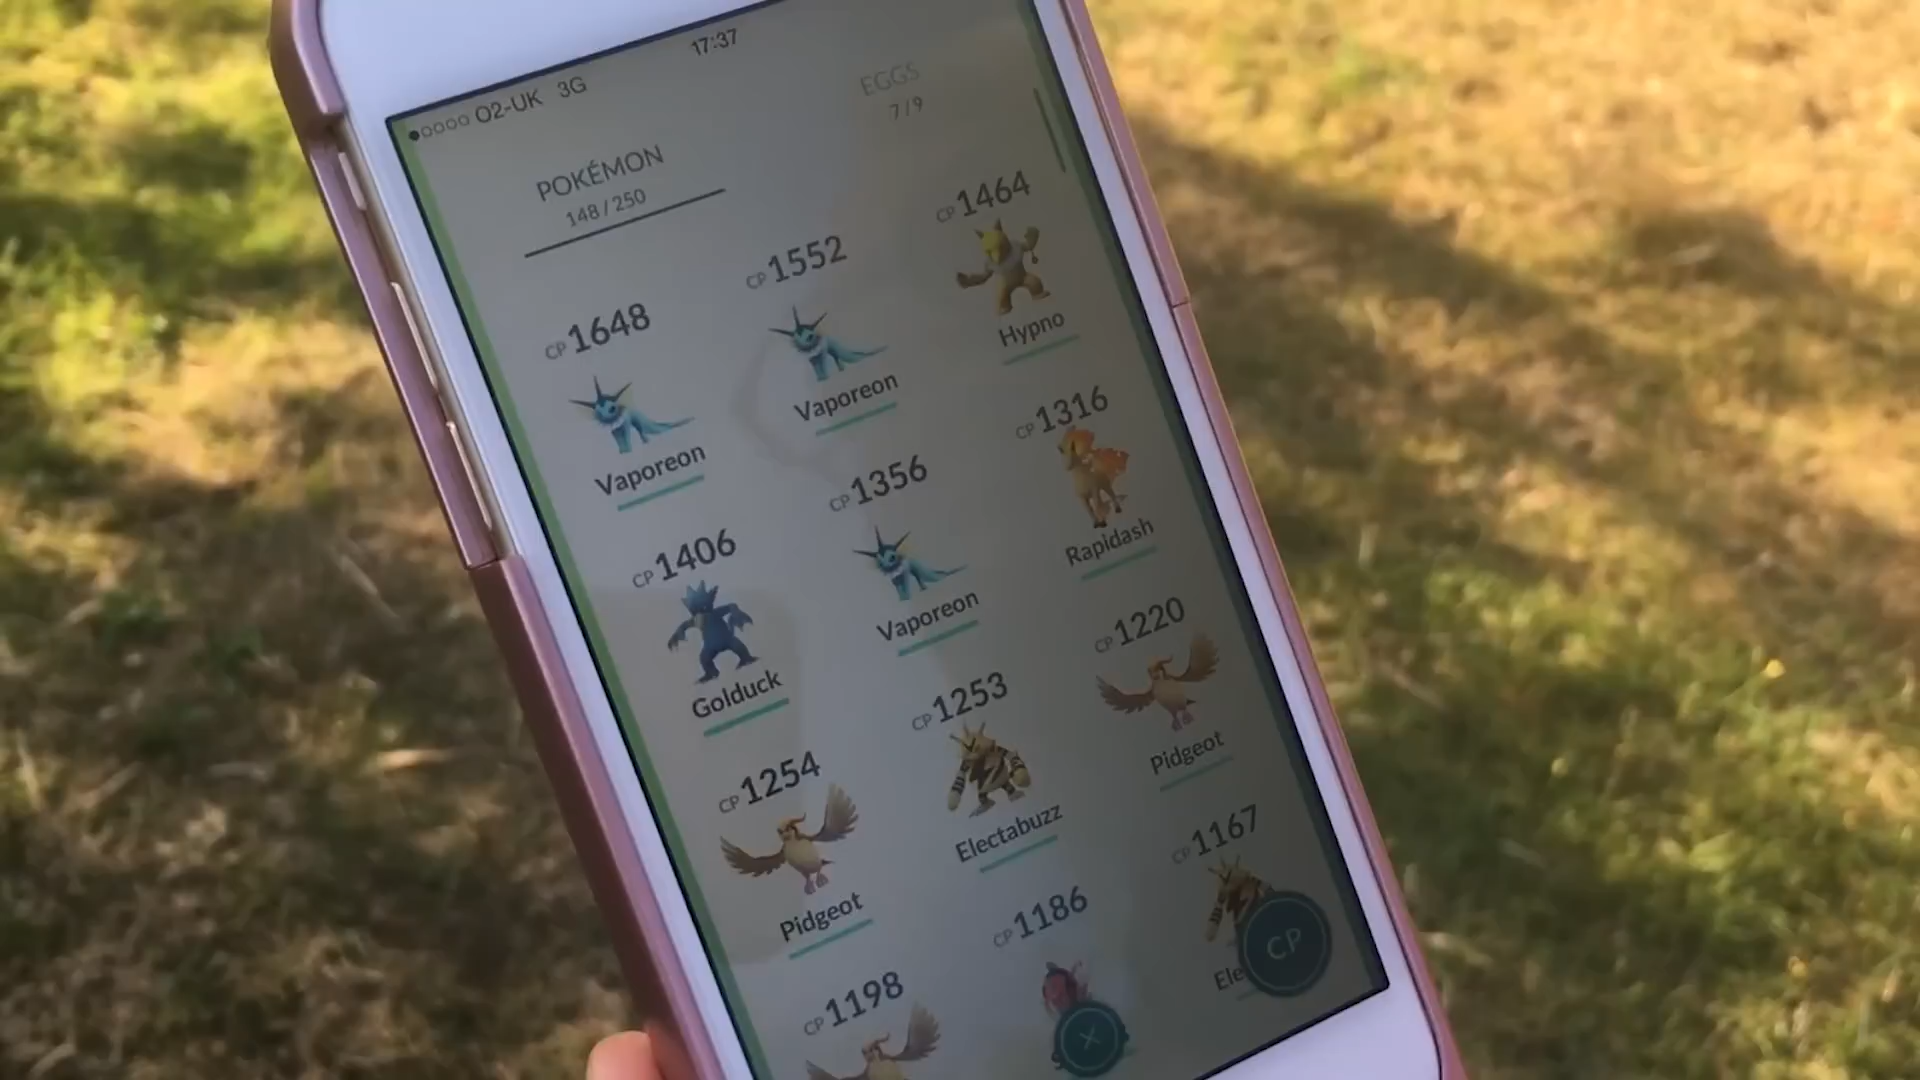 ●○○○○ O2-UK 3G 17:37
POKÉMON
148 / 250
EGGS
7 / 9
CP 1648
Vaporeon
CP 1552
Vaporeon
CP 1464
Hypno
CP 1406
Golduck
CP 1356
Vaporeon
CP 1316
Rapidash
CP 1254
Pidgeot
CP 1253
Electabuzz
CP 1220
Pidgeot
CP 1198
CP 1186
CP 1167
Ele
CP